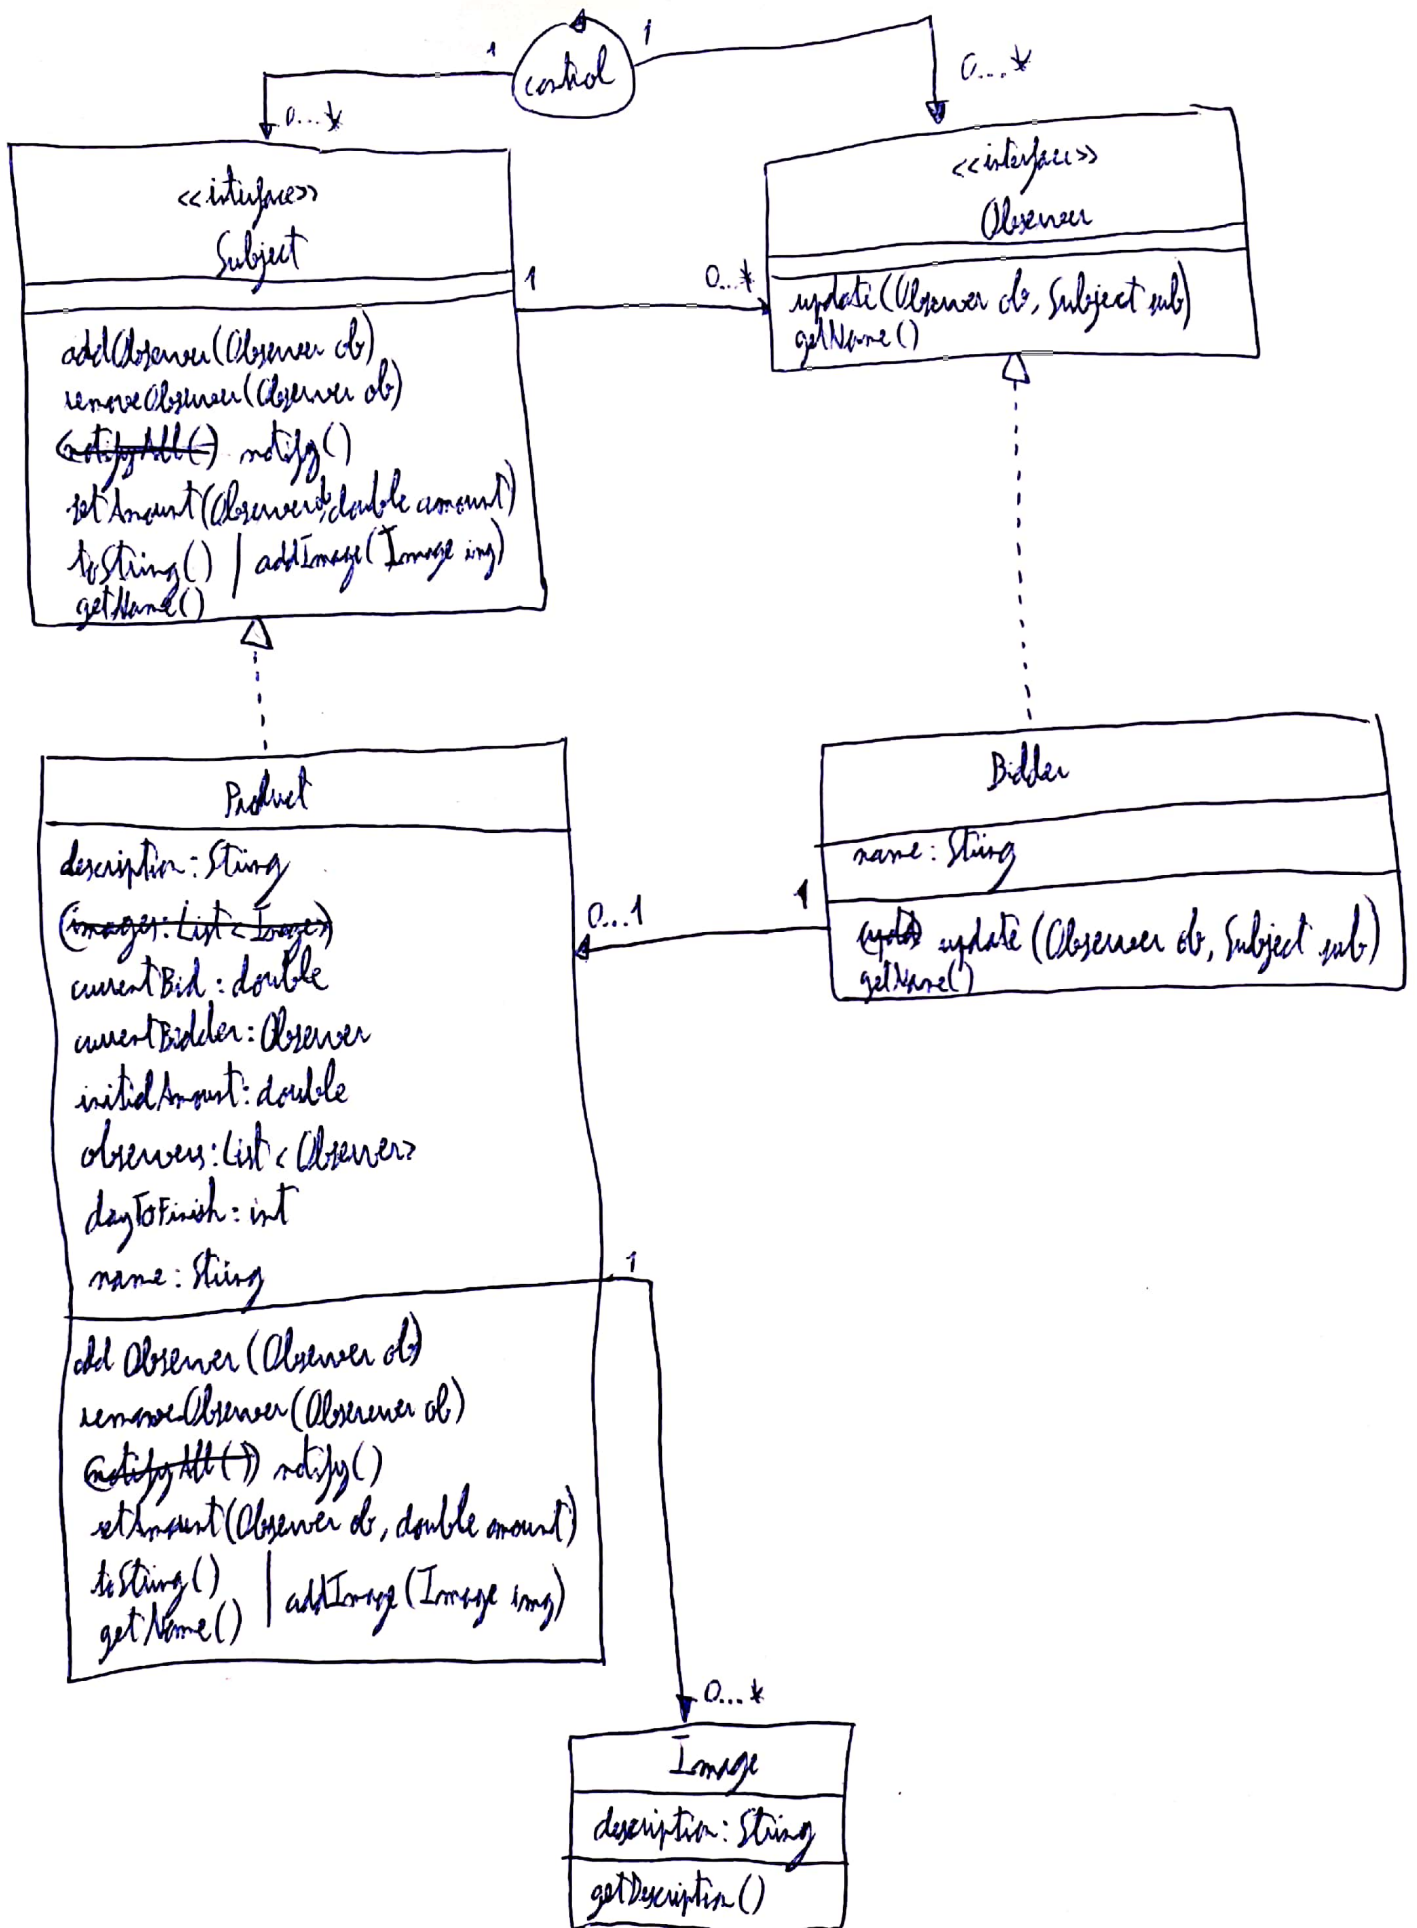 control
1
1
0...*
0...*
<<interface>>
Subject
addObserver(Observer ob)
removeObserver(Observer ob)
(notifyAll()) notify()
setAmount(Observer ob, double amount)
toString() | addImage(Image img)
getName()
1
0...*
<<interface>>
Observer
update(Observer ob, Subject sub)
getName()
Product
description: String
(images: List<Image>)
currentBid: double
currentBidder: Observer
initialAmount: double
observers: List<Observer>
dayToFinish: int
name: String
add Observer(Observer ob)
removeObserver(Observer ob)
(notifyAll()) notify()
setAmount(Observer ob, double amount)
toString() | addImage(Image img)
getName()
0...1
1
Bidder
name: String
update(Observer ob, Subject sub)
getName()
1
0...*
Image
description: String
getDescription()